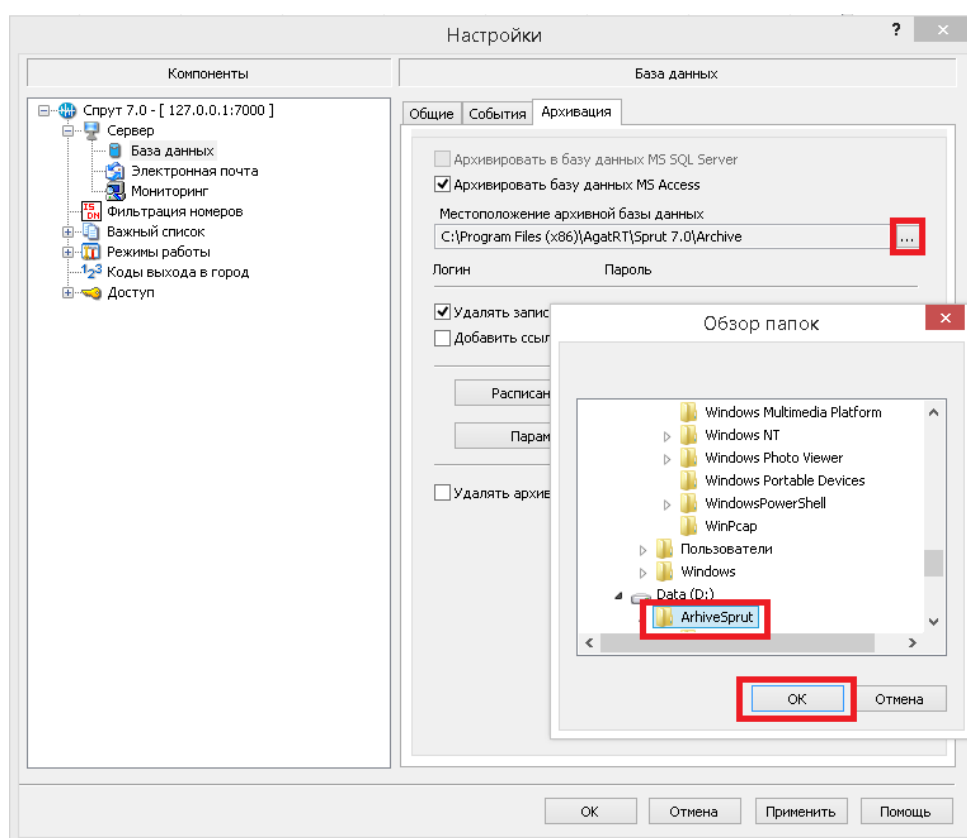 Настройки
?
Компоненты
База данных
Спрут 7.0 - [ 127.0.0.1:7000 ]
Сервер
База данных
Электронная почта
Мониторинг
IS DN Фильтрация номеров
Важный список
Режимы работы
123 Коды выхода в город
Доступ
Общие События Архивация
Архивировать в базу данных MS SQL Server
Архивировать базу данных MS Access
Местоположение архивной базы данных
C:\Program Files (x86)\AgatRT\Sprut 7.0\Archive ...
Логин Пароль
Удалять запис
Добавить ссыл
Расписан
Парам
Удалять архив
Обзор папок
Windows Multimedia Platform
Windows NT
Windows Photo Viewer
Windows Portable Devices
WindowsPowerShell
WinPcap
Пользователи
Windows
Data (D:)
ArhiveSprut
OK Отмена
OK Отмена Применить Помощь